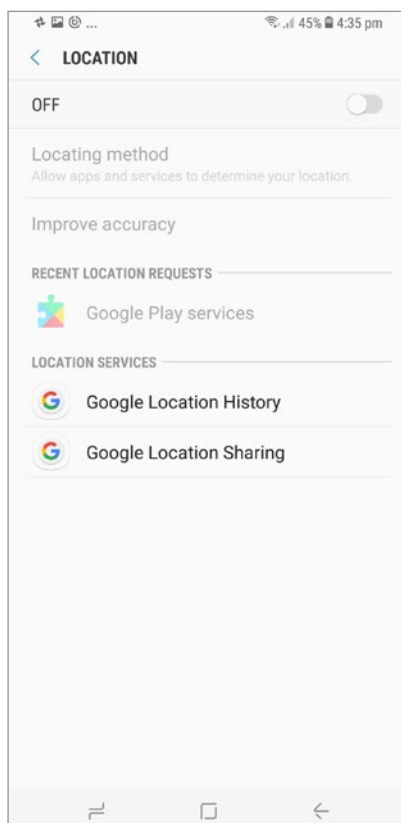 ... 45% 4:35 pm
LOCATION
OFF
Locating method
Allow apps and services to determine your location.
Improve accuracy
RECENT LOCATION REQUESTS
Google Play services
LOCATION SERVICES
G Google Location History
G Google Location Sharing